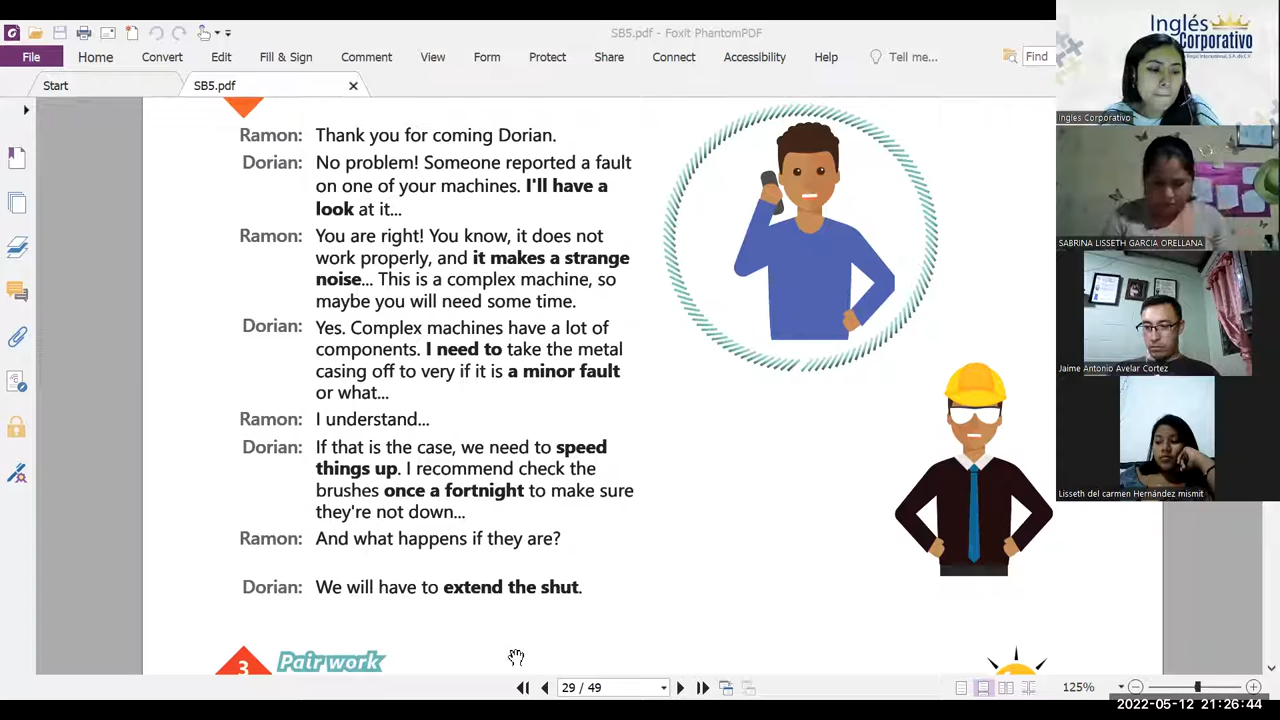 SB5.pdf - Foxit PhantomPDF
File Home Convert Edit Fill & Sign Comment View Form Protect Share Connect Accessibility Help Tell me... Find
Start SB5.pdf
Ramon: Thank you for coming Dorian.
Dorian: No problem! Someone reported a fault
on one of your machines. I'll have a
look at it...
Ramon: You are right! You know, it does not
work properly, and it makes a strange
noise... This is a complex machine, so
maybe you will need some time.
Dorian: Yes. Complex machines have a lot of
components. I need to take the metal
casing off to very if it is a minor fault
or what...
Ramon: I understand...
Dorian: If that is the case, we need to speed
things up. I recommend check the
brushes once a fortnight to make sure
they're not down...
Ramon: And what happens if they are?
Dorian: We will have to extend the shut.
3 Pair work
29 / 49
125%
Inglés
Corporativo
Ingles Corporativo
SABRINA LISSETH GARCIA ORELLANA
Jaime Antonio Avelar Cortez
Lisseth del carmen Hernández mismit
2022-05-12 21:26:44